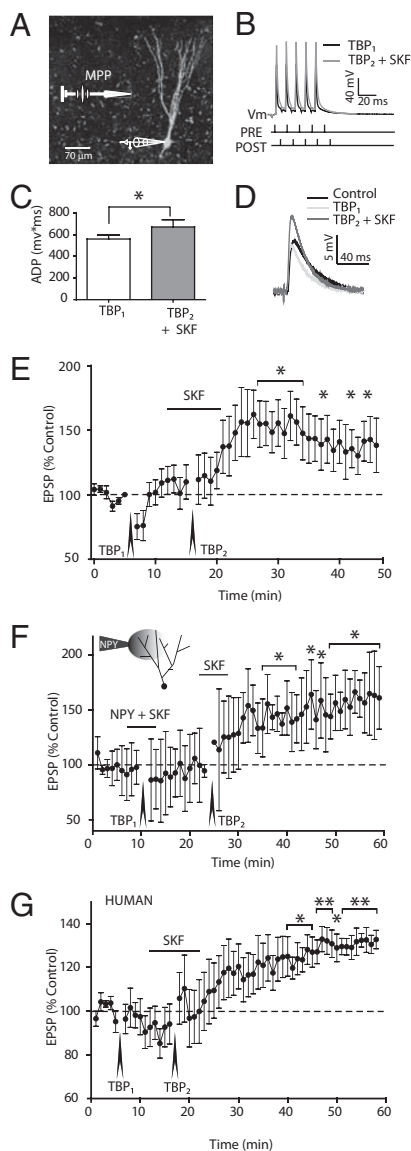 A
MPP
70 µm
B
TBP1
TBP2 + SKF
40 mV
20 ms
Vm
PRE
POST
C
*
ADP (mv*ms)
800
600
400
200
0
TBP1
TBP2
+ SKF
D
Control
TBP1
TBP2 + SKF
5 mV
40 ms
E
SKF
*
*
*
*
EPSP (% Control)
200
150
100
50
TBP1
TBP2
0
10
20
30
40
50
Time (min)
F
NPY
SKF
NPY + SKF
*
*
*
*
EPSP (% Control)
200
150
100
50
TBP1
TBP2
0
10
20
30
40
50
60
Time (min)
G
HUMAN
SKF
*
**
*
**
EPSP (% Control)
140
120
100
80
60
TBP1
TBP2
0
10
20
30
40
50
60
Time (min)